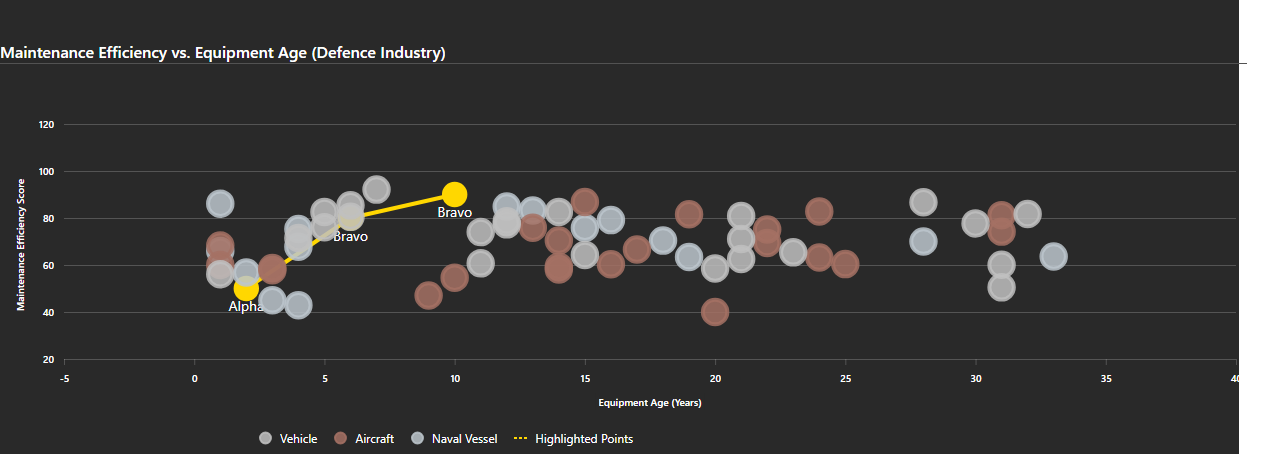 Maintenance Efficiency vs. Equipment Age (Defence Industry)
Maintenance Efficiency Score
120
100
80
60
40
20
Bravo
Bravo
Alpha
-5
0
5
10
15
20
25
30
35
40
Equipment Age (Years)
Vehicle
Aircraft
Naval Vessel
Highlighted Points